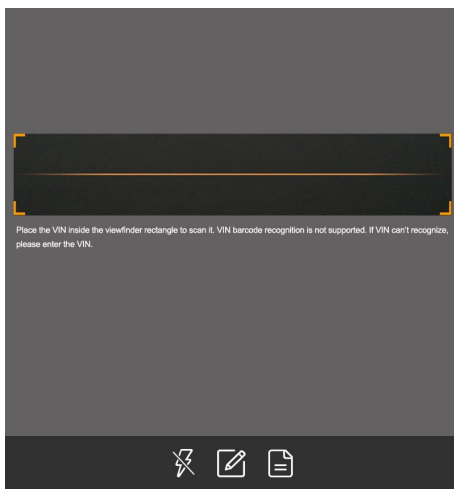 Place the VIN inside the viewfinder rectangle to scan it. VIN barcode recognition is not supported. If VIN can't recognize,
please enter the VIN.